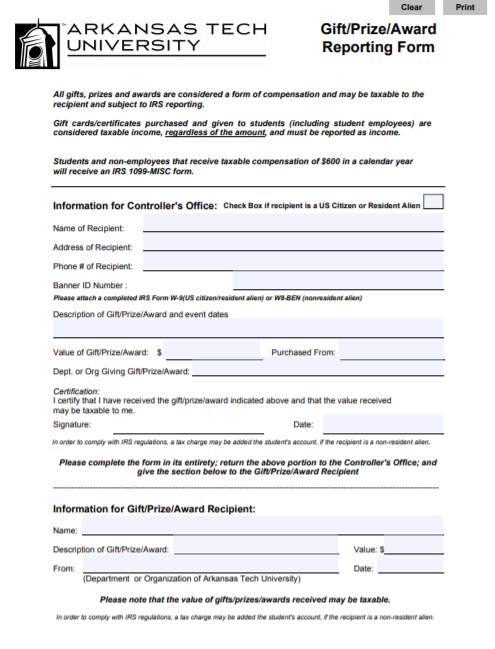 Clear Print
ARKANSAS TECH
UNIVERSITY
Gift/Prize/Award
Reporting Form
All gifts, prizes and awards are considered a form of compensation and may be taxable to the
recipient and subject to IRS reporting.
Gift cards/certificates purchased and given to students (including student employees) are
considered taxable income, regardless of the amount, and must be reported as income.
Students and non-employees that receive taxable compensation of $600 in a calendar year
will receive an IRS 1099-MISC form.
Information for Controller's Office: Check Box if recipient is a US Citizen or Resident Alien
Name of Recipient:
Address of Recipient:
Phone # of Recipient:
Banner ID Number :
Please attach a completed IRS Form W-9(US citizen/resident alien) or W8-BEN (nonresident alien)
Description of Gift/Prize/Award and event dates
Value of Gift/Prize/Award: $ Purchased From:
Dept. or Org Giving Gift/Prize/Award:
Certification:
I certify that I have received the gift/prize/award indicated above and that the value received
may be taxable to me.
Signature: Date:
In order to comply with IRS regulations, a tax charge may be added the student's account, if the recipient is a non-resident alien.
Please complete the form in its entirety; return the above portion to the Controller's Office; and
give the section below to the Gift/Prize/Award Recipient
Information for Gift/Prize/Award Recipient:
Name:
Description of Gift/Prize/Award: Value: $
From: Date:
(Department or Organization of Arkansas Tech University)
Please note that the value of gifts/prizes/awards received may be taxable.
In order to comply with IRS regulations, a tax charge may be added the student's account, if the recipient is a non-resident alien.